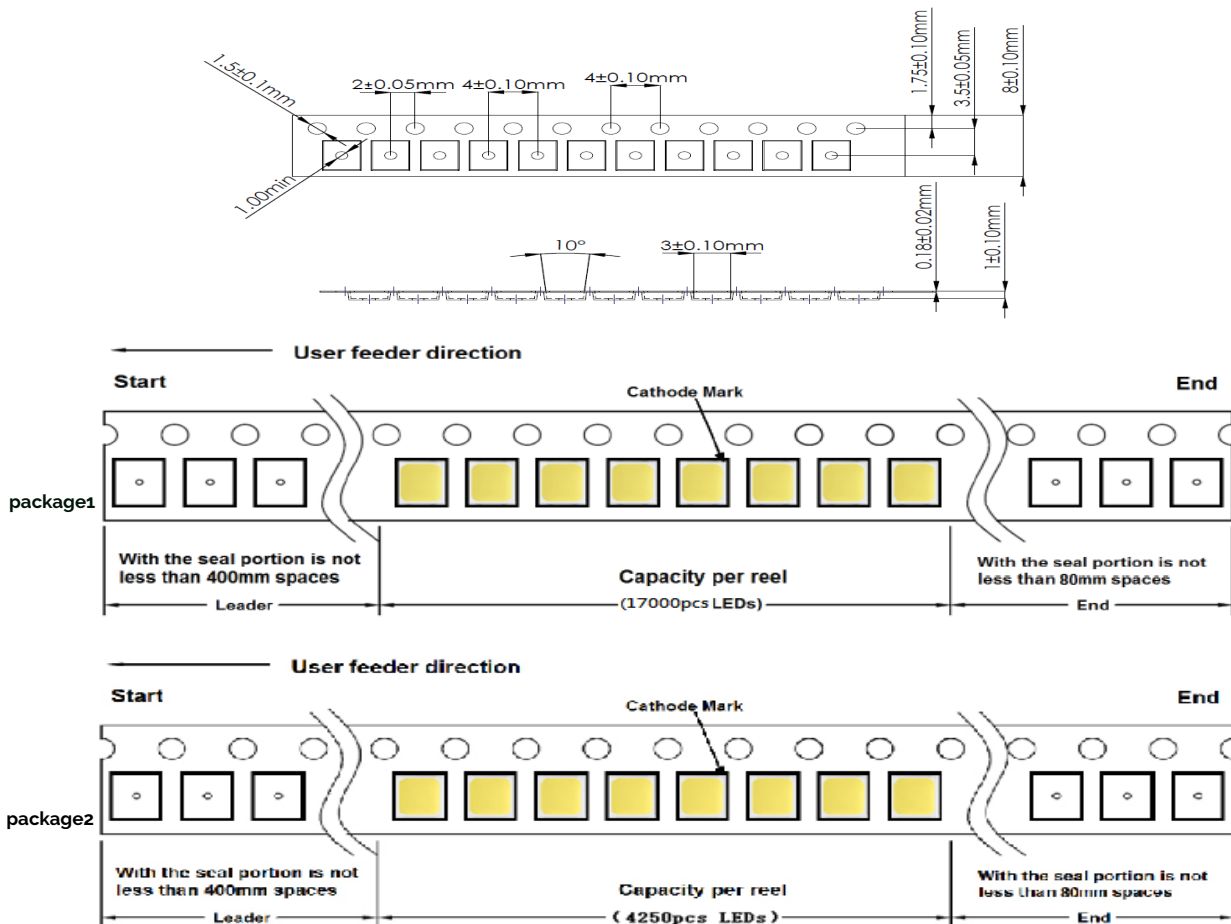 1.5±0.1mm
2±0.05mm
4±0.10mm
4±0.10mm
1.75±0.10mm
3.5±0.05mm
8±0.10mm
1.00min
10°
3±0.10mm
0.18±0.02mm
1±0.10mm
User feeder direction
Start
Cathode Mark
End
package1
With the seal portion is not
less than 400mm spaces
Capacity per reel
With the seal portion is not
less than 80mm spaces
Leader
(17000pcs LEDs)
End
User feeder direction
Start
Cathode Mark
End
package2
With the seal portion is not
less than 400mm spaces
Capacity per reel
With the seal portion is not
less than 80mm spaces
Leader
(4250pcs LEDs)
End